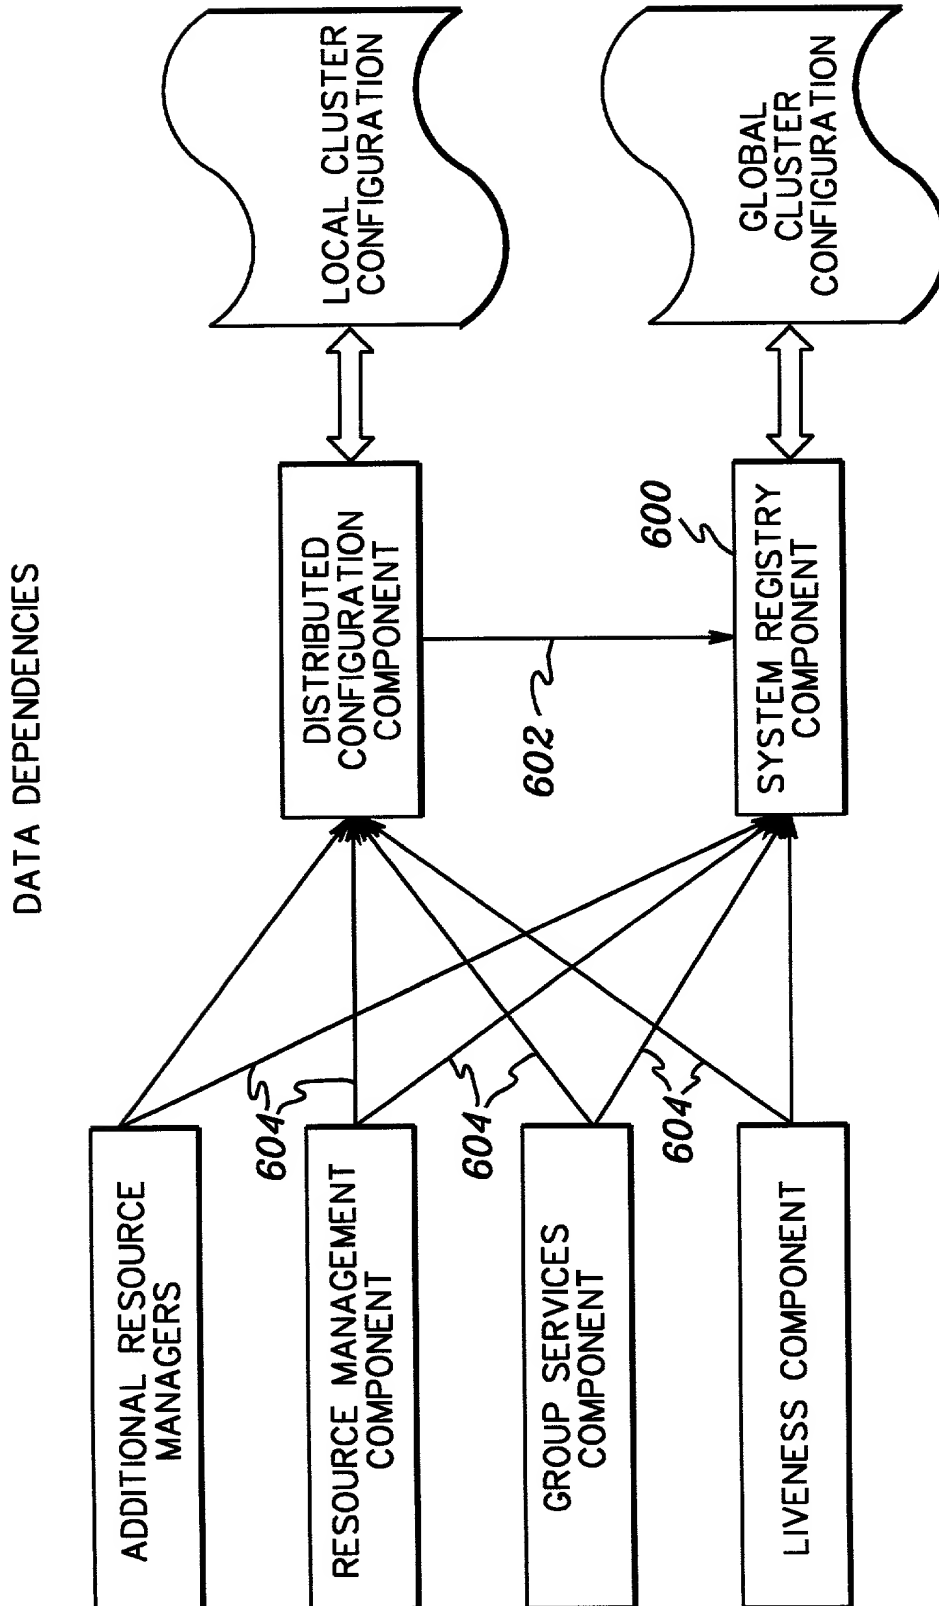 DATA DEPENDENCIES
ADDITIONAL RESOURCE
MANAGERS
RESOURCE MANAGEMENT
COMPONENT
GROUP SERVICES
COMPONENT
LIVENESS COMPONENT
604
604
604
DISTRIBUTED
CONFIGURATION
COMPONENT
602
600
SYSTEM REGISTRY
COMPONENT
LOCAL CLUSTER
CONFIGURATION
GLOBAL
CLUSTER
CONFIGURATION